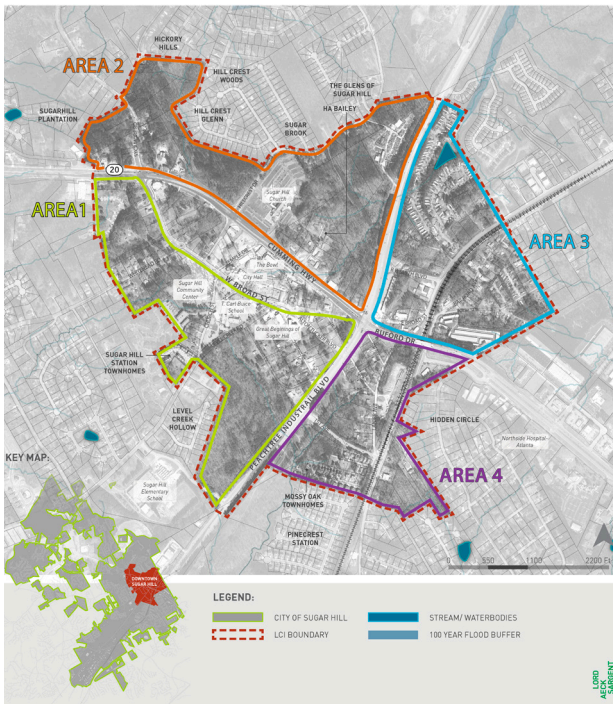 HICKORY
HILLS
AREA 2
HILL CREST
WOODS
THE GLENS OF
SUGAR HILL
HA BAILEY
SUGARHILL
PLANTATION
HILL CREST
GLENN
SUGAR
BROOK
20
AREA1
Sugar Hill
Church
AREA 3
CUMMING HWY
The Bowl
City Hall
Sugar Hill
Community
Center
W. BROAD ST
T. Carl Buice
School
Great Beginnings of
Sugar Hill
BUFORD DR
SUGAR HILL
STATION
TOWNHOMES
PEACHTREE INDUSTRAIL BLVD
LEVEL
CREEK
HOLLOW
HIDDEN CIRCLE
Northside Hospital
Atlanta
KEY MAP:
Sugar Hill
Elementary
School
AREA 4
MOSSY OAK
TOWNHOMES
PINECREST
STATION
0 550 1100 2200 Ft
DOWNTOWN
SUGAR HILL
LEGEND:
CITY OF SUGAR HILL
STREAM/ WATERBODIES
LCI BOUNDARY
100 YEAR FLOOD BUFFER
LORD
AECK
SARGENT